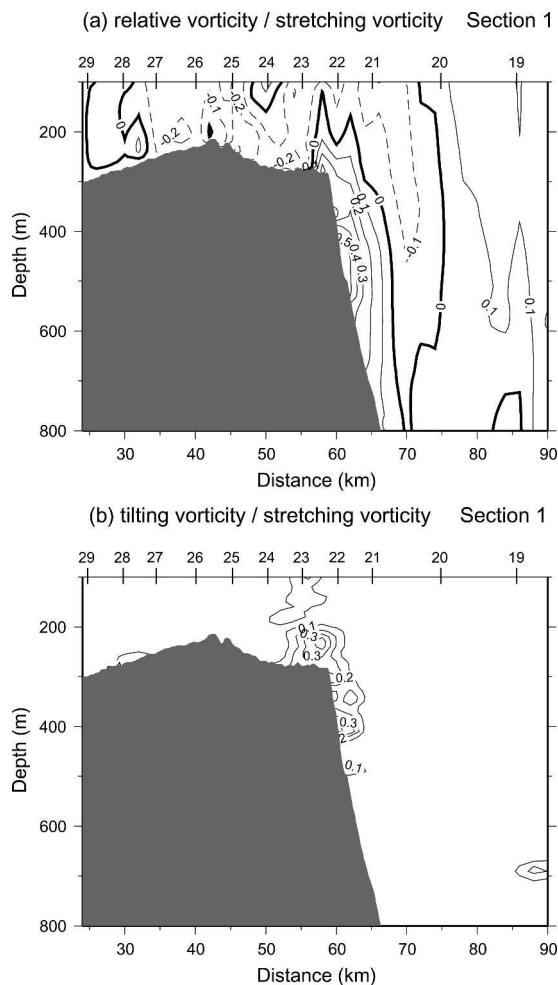 (a) relative vorticity / stretching vorticity Section 1
29 28 27 26 25 24 23 22 21 20 19
0 -0.2 -0.1 -0.2 0 -0.2 0 0.1 0.2 0.5 0.4 0.3 -0.1 0 0.1 0.1
200
400
600
800
Depth (m)
30 40 50 60 70 80 90
Distance (km)
(b) tilting vorticity / stretching vorticity Section 1
29 28 27 26 25 24 23 22 21 20 19
0.1 0.3 0.3 0.2 0.3 0.1
200
400
600
800
Depth (m)
30 40 50 60 70 80 90
Distance (km)